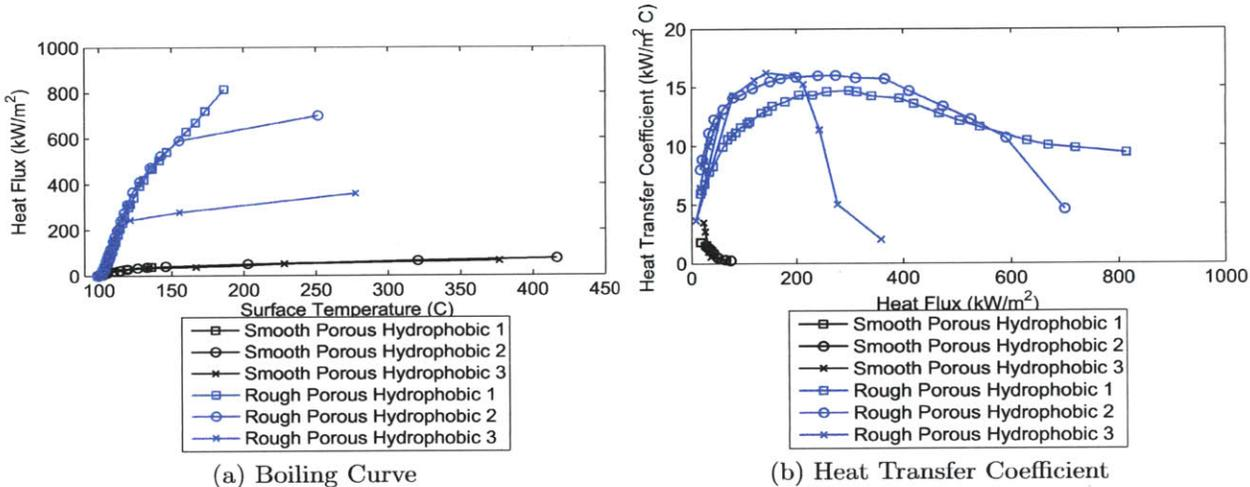 1000
800
600
400
200
0
Heat Flux (kW/m2)
100 150 200 250 300 350 400 450
Surface Temperature (C)
Smooth Porous Hydrophobic 1
Smooth Porous Hydrophobic 2
Smooth Porous Hydrophobic 3
Rough Porous Hydrophobic 1
Rough Porous Hydrophobic 2
Rough Porous Hydrophobic 3
(a) Boiling Curve
20
15
10
5
0
Heat Transfer Coefficient (kW/m2 C)
0 200 400 600 800 1000
Heat Flux (kW/m2)
Smooth Porous Hydrophobic 1
Smooth Porous Hydrophobic 2
Smooth Porous Hydrophobic 3
Rough Porous Hydrophobic 1
Rough Porous Hydrophobic 2
Rough Porous Hydrophobic 3
(b) Heat Transfer Coefficient